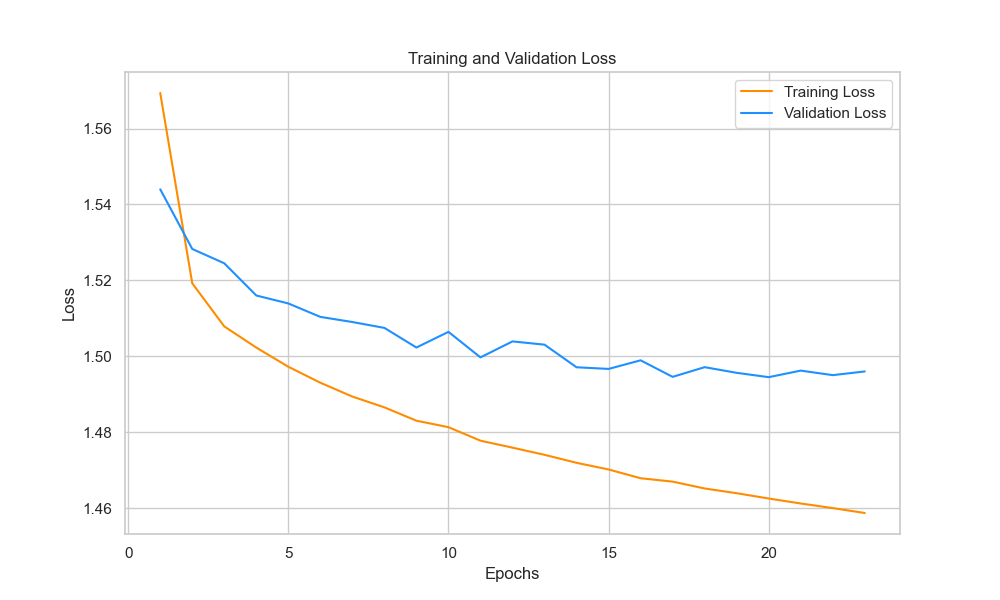 Training and Validation Loss
Training Loss
Validation Loss
1.56
1.54
1.52
1.50
1.48
1.46
Loss
0 5 10 15 20
Epochs